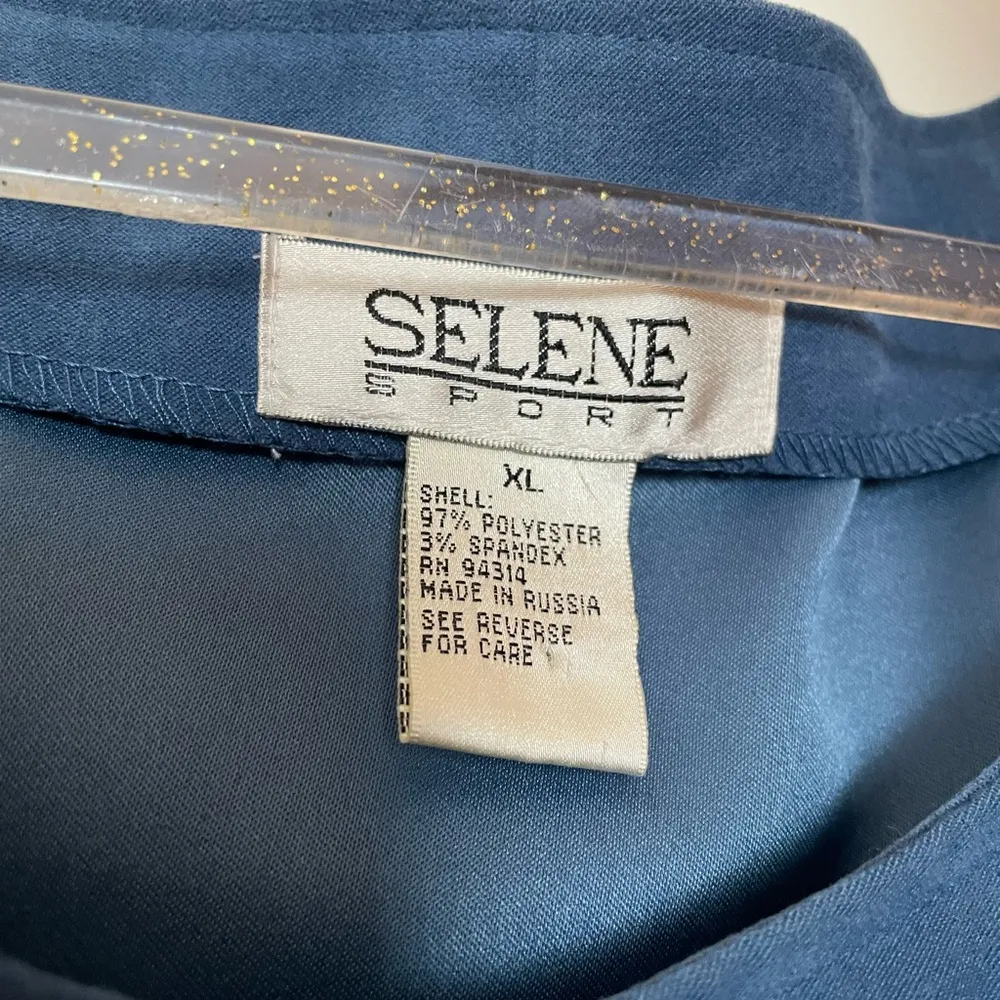 SELENE
SPORT
XL
SHELL:
97% POLYESTER
3% SPANDEX
RN 94314
MADE IN RUSSIA
SEE REVERSE
FOR CARE